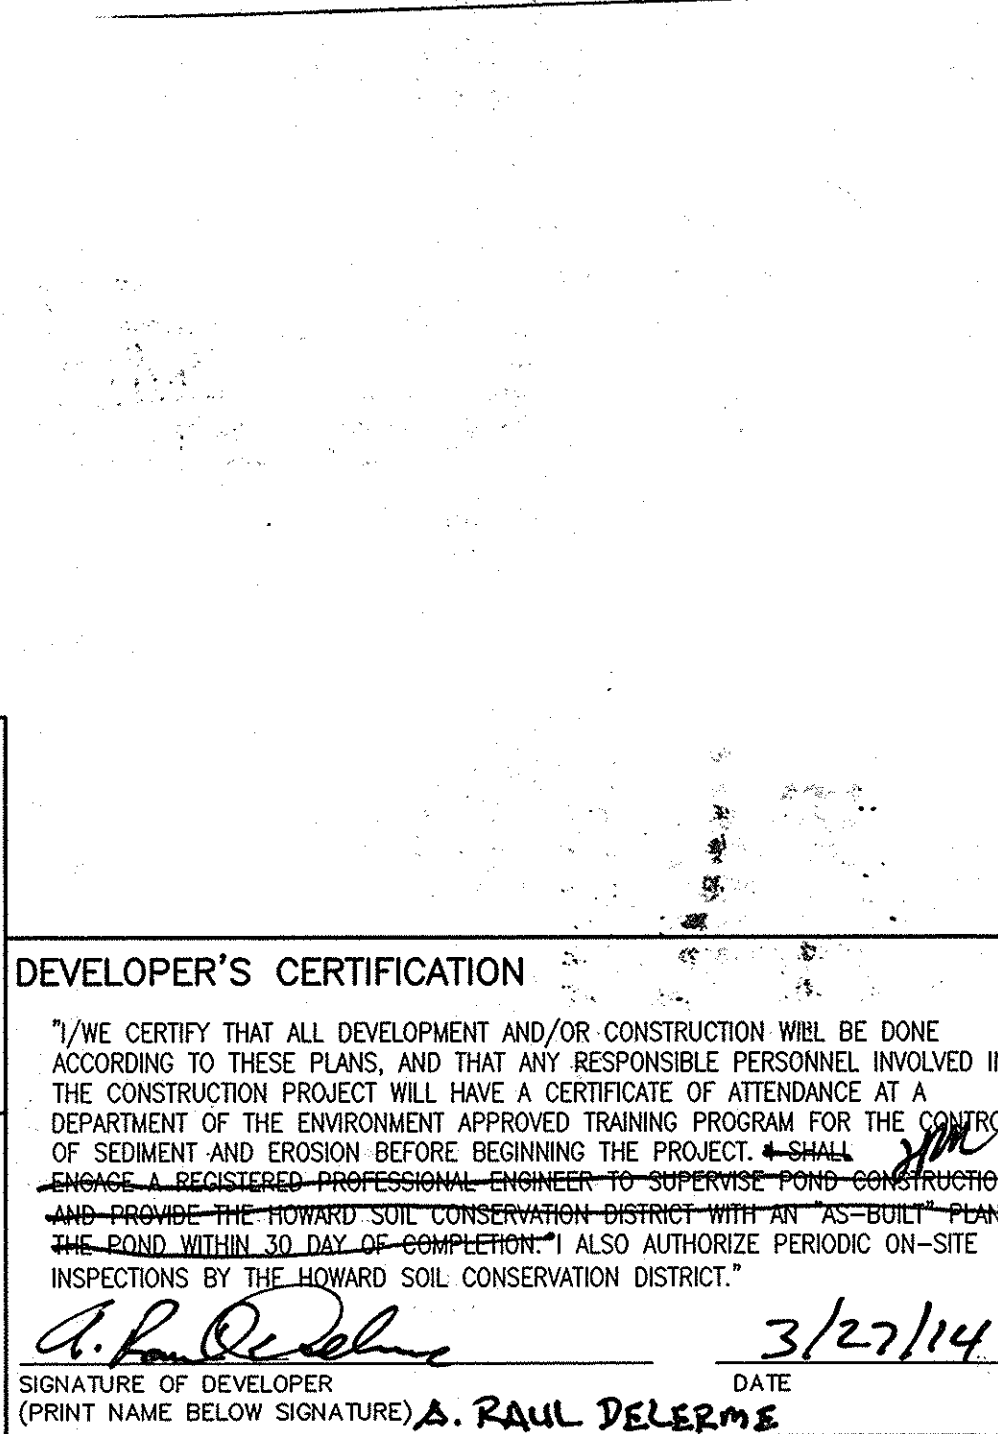 DEVELOPER'S CERTIFICATION
"I/WE CERTIFY THAT ALL DEVELOPMENT AND/OR CONSTRUCTION WILL BE DONE
ACCORDING TO THESE PLANS, AND THAT ANY RESPONSIBLE PERSONNEL INVOLVED I
THE CONSTRUCTION PROJECT WILL HAVE A CERTIFICATE OF ATTENDANCE AT A
DEPARTMENT OF THE ENVIRONMENT APPROVED TRAINING PROGRAM FOR THE CONTRO
OF SEDIMENT AND EROSION BEFORE BEGINNING THE PROJECT. I SHALL
ENGAGE A REGISTERED PROFESSIONAL ENGINEER TO SUPERVISE POND CONSTRUCTIO
AND PROVIDE THE HOWARD SOIL CONSERVATION DISTRICT WITH AN "AS-BUILT" PLAN
THE POND WITHIN 30 DAY OF COMPLETION. "I ALSO AUTHORIZE PERIODIC ON-SITE
INSPECTIONS BY THE HOWARD SOIL CONSERVATION DISTRICT."
3/27/14
SIGNATURE OF DEVELOPER DATE
(PRINT NAME BELOW SIGNATURE) A. RAUL DELERME